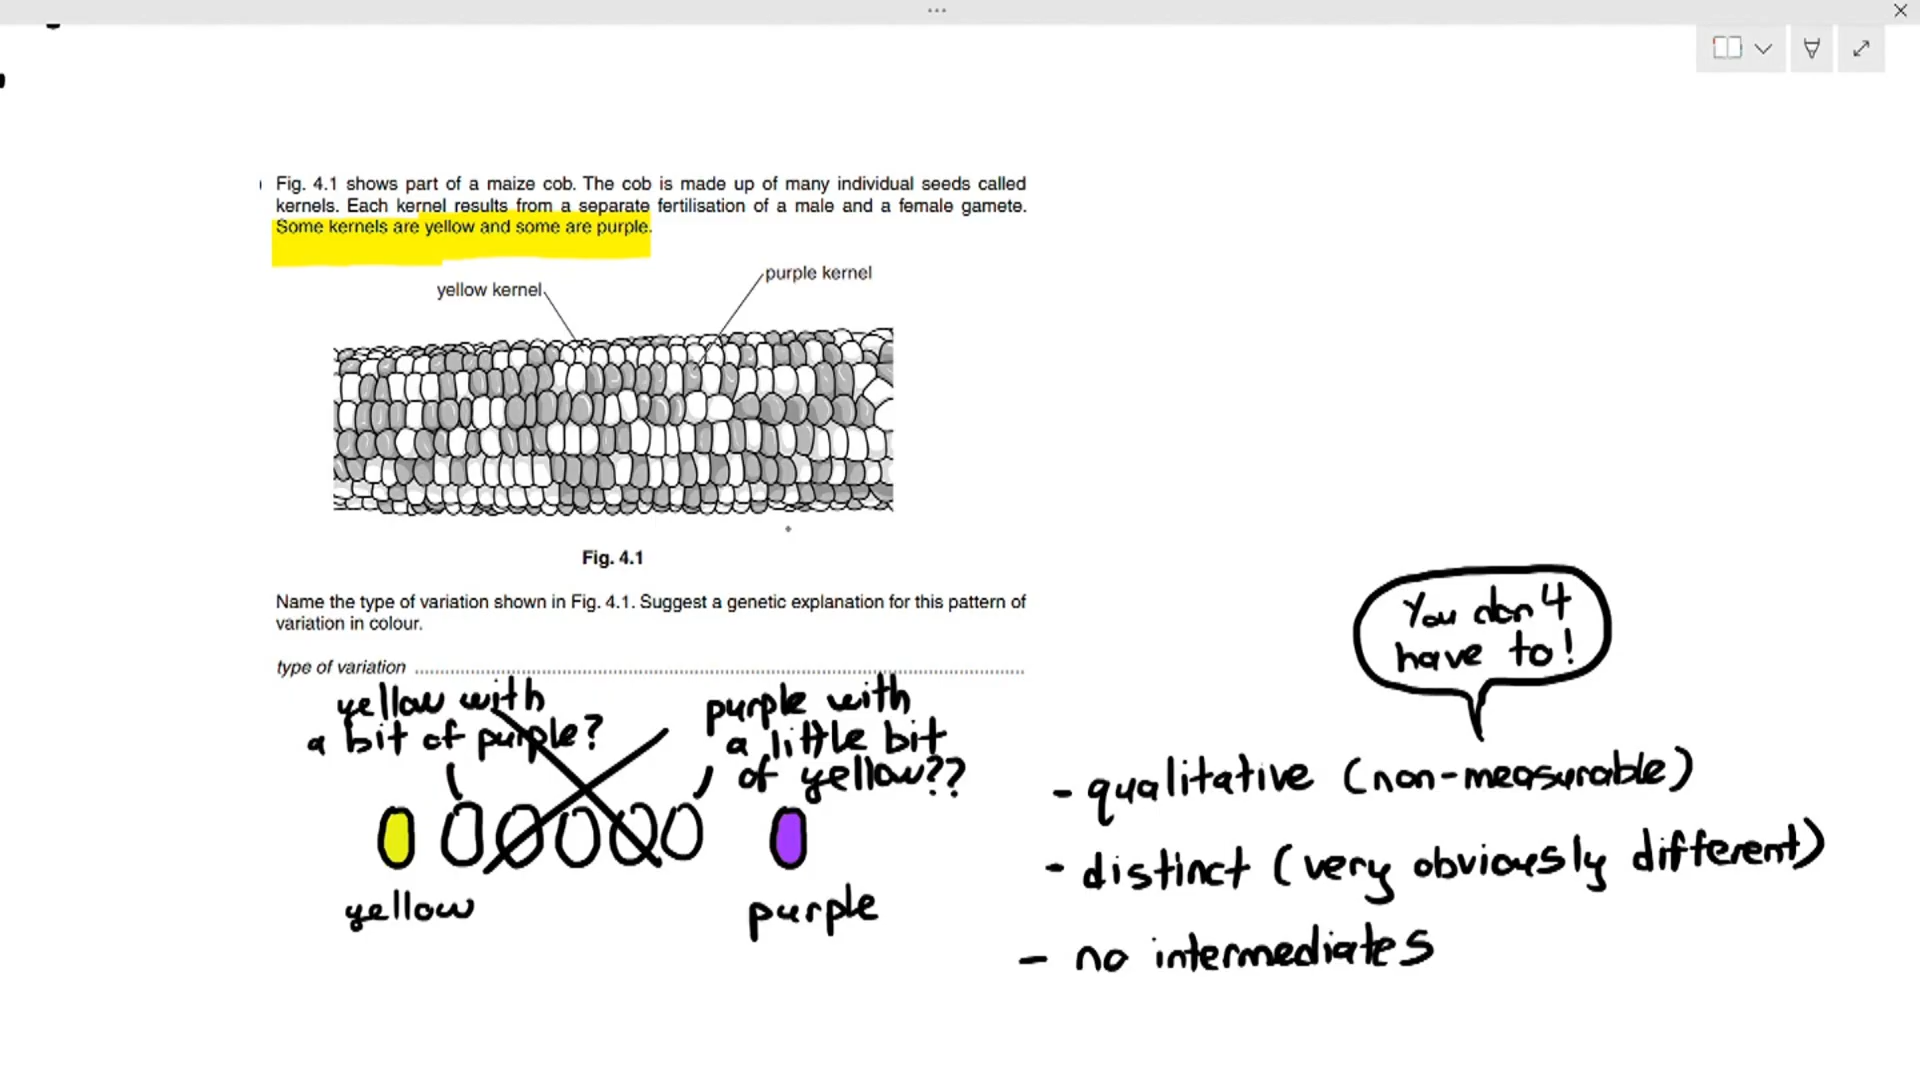 Fig. 4.1 shows part of a maize cob. The cob is made up of many individual seeds called
kernels. Each kernel results from a separate fertilisation of a male and a female gamete.
Some kernels are yellow and some are purple.
purple kernel
yellow kernel
Fig. 4.1
Name the type of variation shown in Fig. 4.1. Suggest a genetic explanation for this pattern of
variation in colour.
type of variation ........................................................................................................
yellow with
a bit of purple?
purple with
a little bit
of yellow??
yellow
purple
You don't
have to!
- qualitative (non-measurable)
- distinct (very obviously different)
- no intermediates